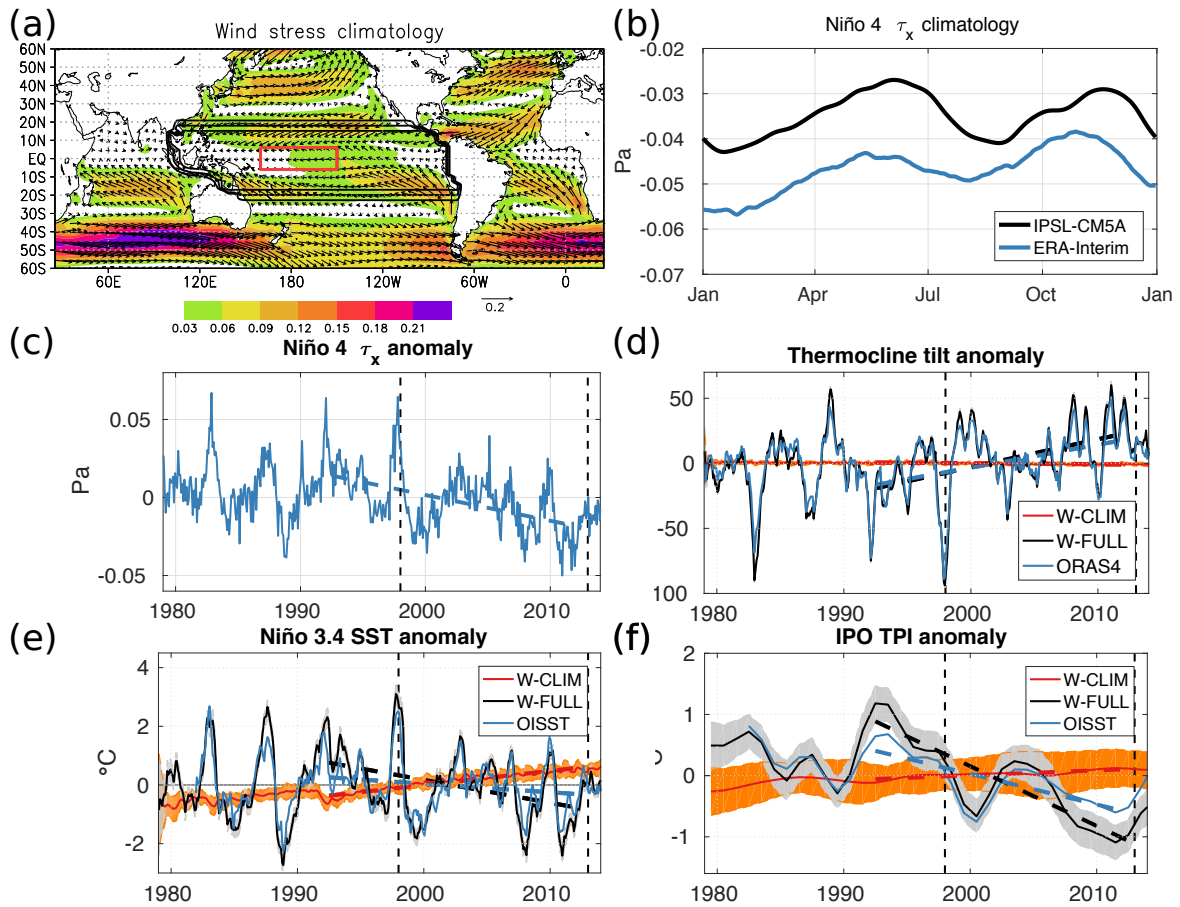 (a)
Wind stress climatology
60N
50N
40N
30N
20N
10N
EQ
10S
20S
30S
40S
50S
60S
60E 120E 180 120W 60W 0
0.03 0.06 0.09 0.12 0.15 0.18 0.21
0.2
(b)
Niño 4 τx climatology
Pa
-0.02
-0.03
-0.04
-0.05
-0.06
-0.07
Jan Apr Jul Oct Jan
IPSL-CM5A
ERA-Interim
(c)
Niño 4 τx anomaly
Pa
0.05
0
-0.05
1980 1990 2000 2010
(d)
Thermocline tilt anomaly
50
0
-50
100
1980 1990 2000 2010
W-CLIM
W-FULL
ORAS4
(e)
Niño 3.4 SST anomaly
°C
4
2
0
-2
1980 1990 2000 2010
W-CLIM
W-FULL
OISST
(f)
IPO TPI anomaly
2
1
0
-1
1980 1990 2000 2010
W-CLIM
W-FULL
OISST